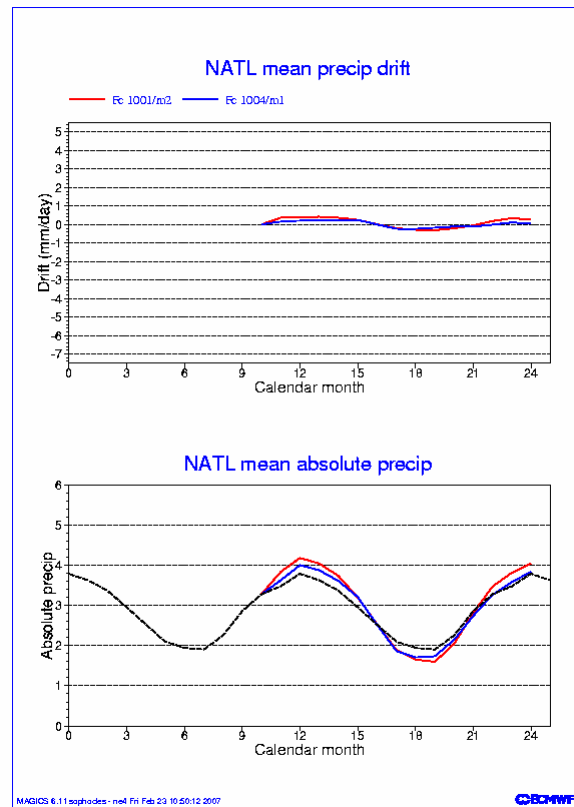 NATL mean precip drift
Fc 1001/m2 Fc 1004/m1
5
4
3
2
1
0
-1
-2
-3
-4
-5
-6
-7
Drift (mm/day)
0 3 6 9 12 15 18 21 24
Calendar month
NATL mean absolute precip
6
5
4
3
2
1
0
Absolute precip
0 3 6 9 12 15 18 21 24
Calendar month
MAGICS 6.11 sophocles - ne4 Fri Feb 23 10:50:12 2007
ECMWF